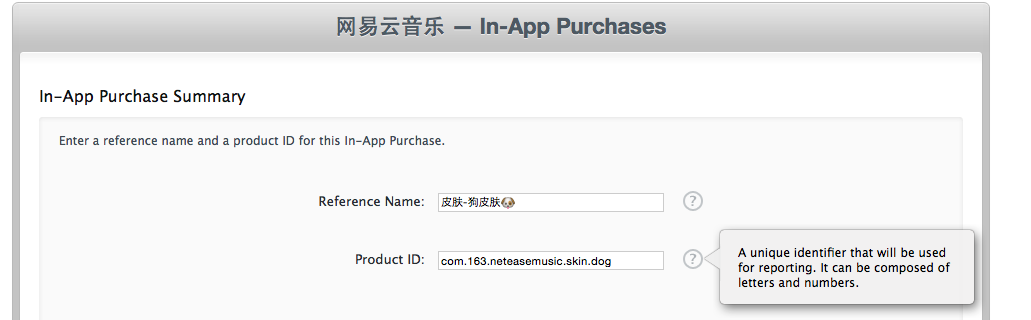 网易云音乐 — In-App Purchases
In-App Purchase Summary
Enter a reference name and a product ID for this In-App Purchase.
Reference Name: 皮肤-狗皮肤🐶 ?
Product ID: com.163.neteasemusic.skin.dog ?
A unique identifier that will be used
for reporting. It can be composed of
letters and numbers.